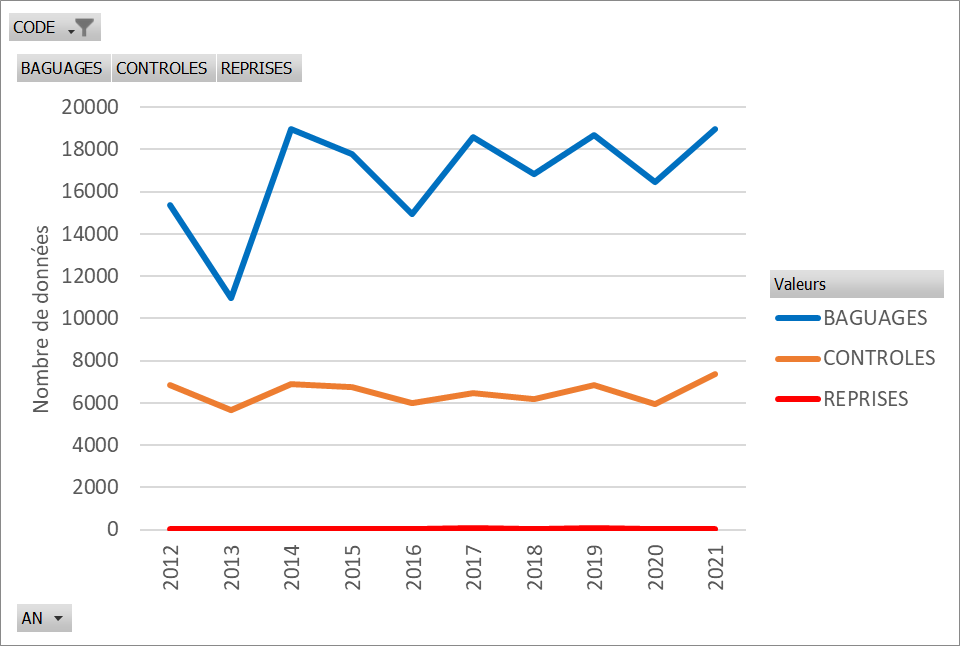 CODE
BAGUAGES CONTROLES REPRISES
20000
18000
16000
14000
12000
10000
8000
6000
4000
2000
0
Nombre de données
2012 2013 2014 2015 2016 2017 2018 2019 2020 2021
Valeurs
BAGUAGES
CONTROLES
REPRISES
AN